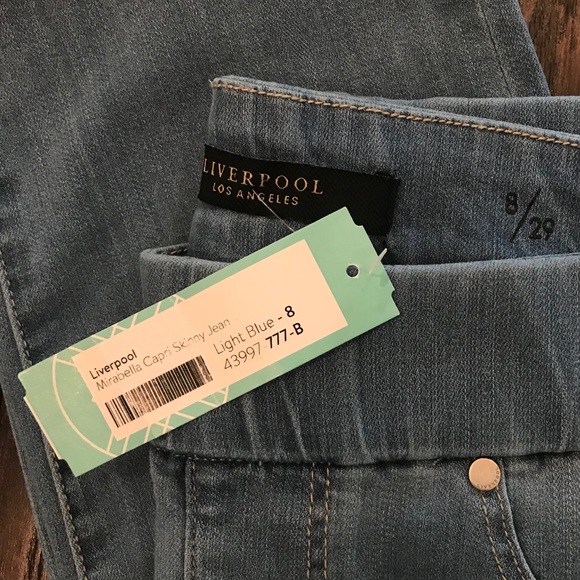 LIVERPOOL
LOS ANGELES
8/29
Liverpool
Mirabella Capri Skinny Jean
Light Blue - 8
43997 777-B